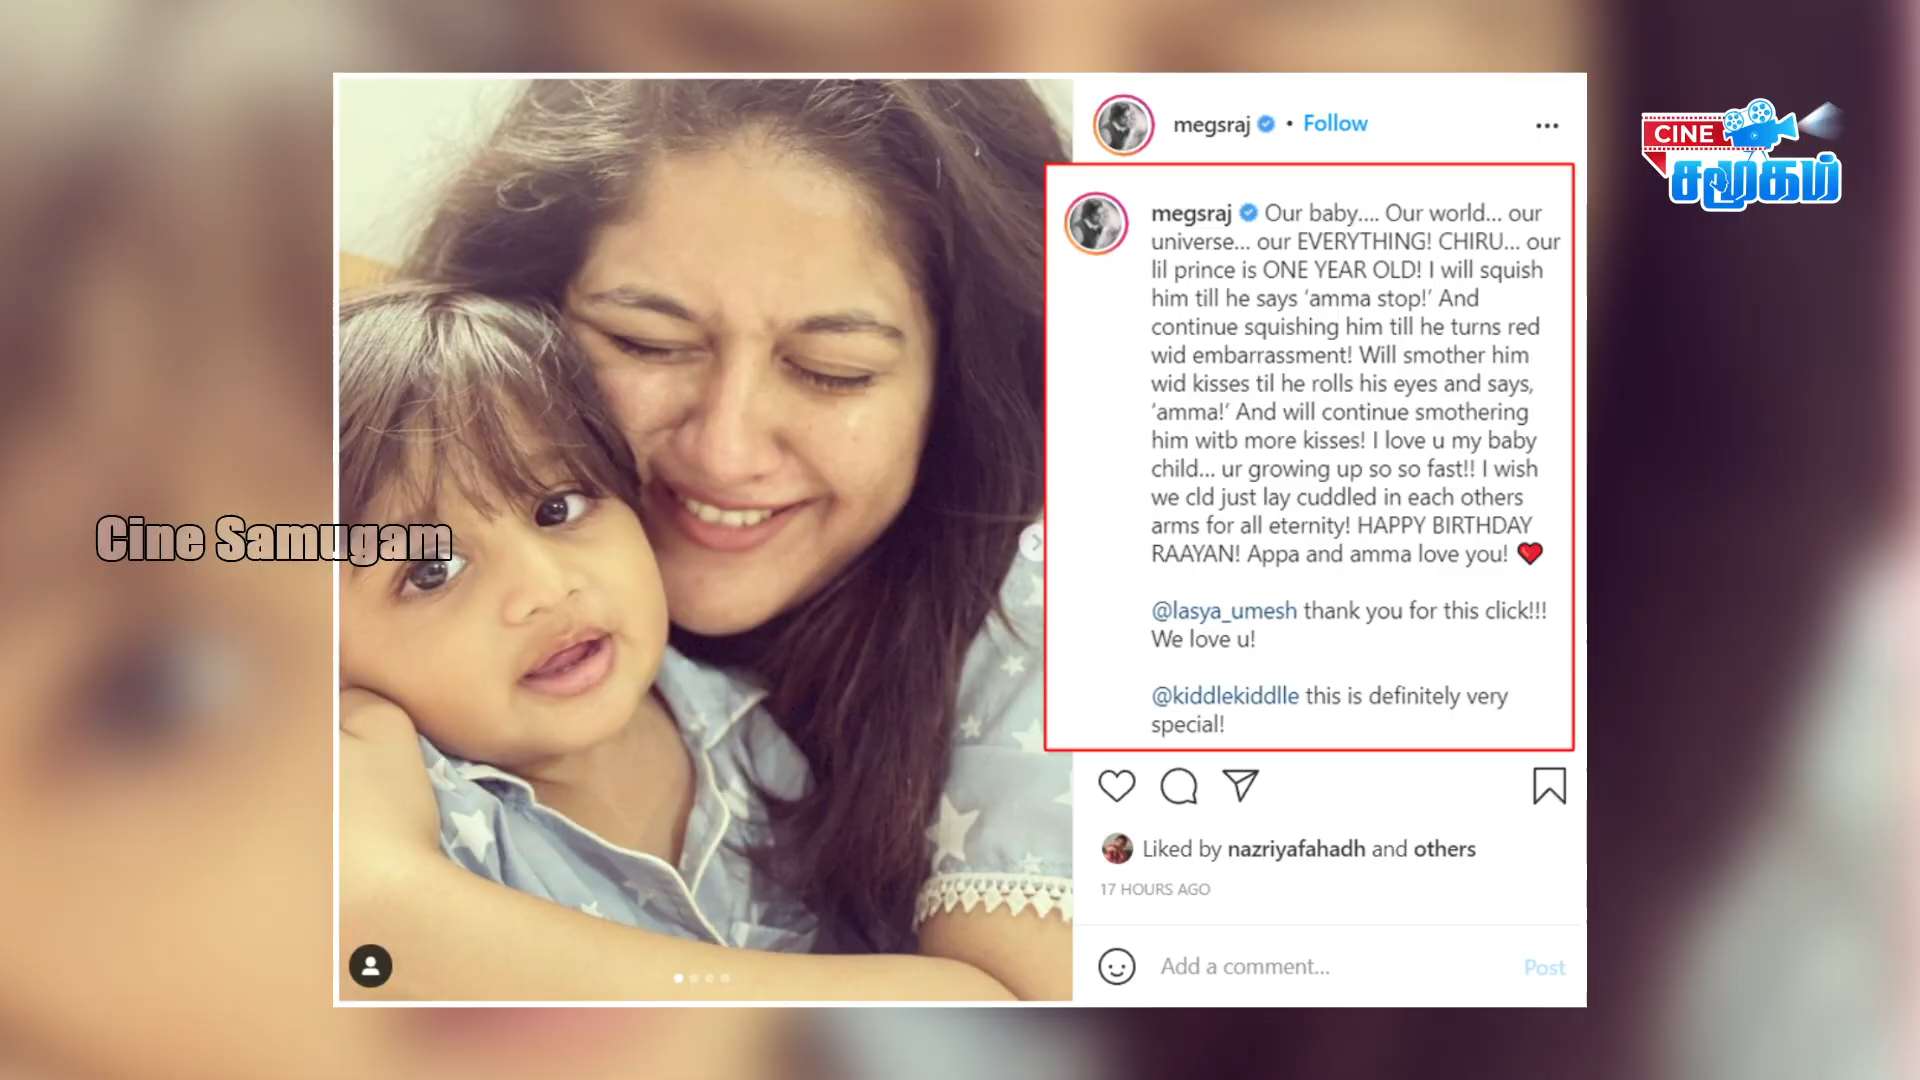 megsraj • Follow
CINE
சமூகம்
megsraj Our baby.... Our world... our
universe... our EVERYTHING! CHIRU... our
lil prince is ONE YEAR OLD! I will squish
him till he says ‘amma stop!’ And
continue squishing him till he turns red
wid embarrassment! Will smother him
wid kisses til he rolls his eyes and says,
‘amma!’ And will continue smothering
him witb more kisses! I love u my baby
child... ur growing up so so fast!! I wish
we cld just lay cuddled in each others
arms for all eternity! HAPPY BIRTHDAY
RAAYAN! Appa and amma love you! ❤️
@lasya_umesh thank you for this click!!!
We love u!
@kiddlekiddlle this is definitely very
special!
Cine Samugam
Liked by nazriyafahadh and others
17 HOURS AGO
Add a comment... Post